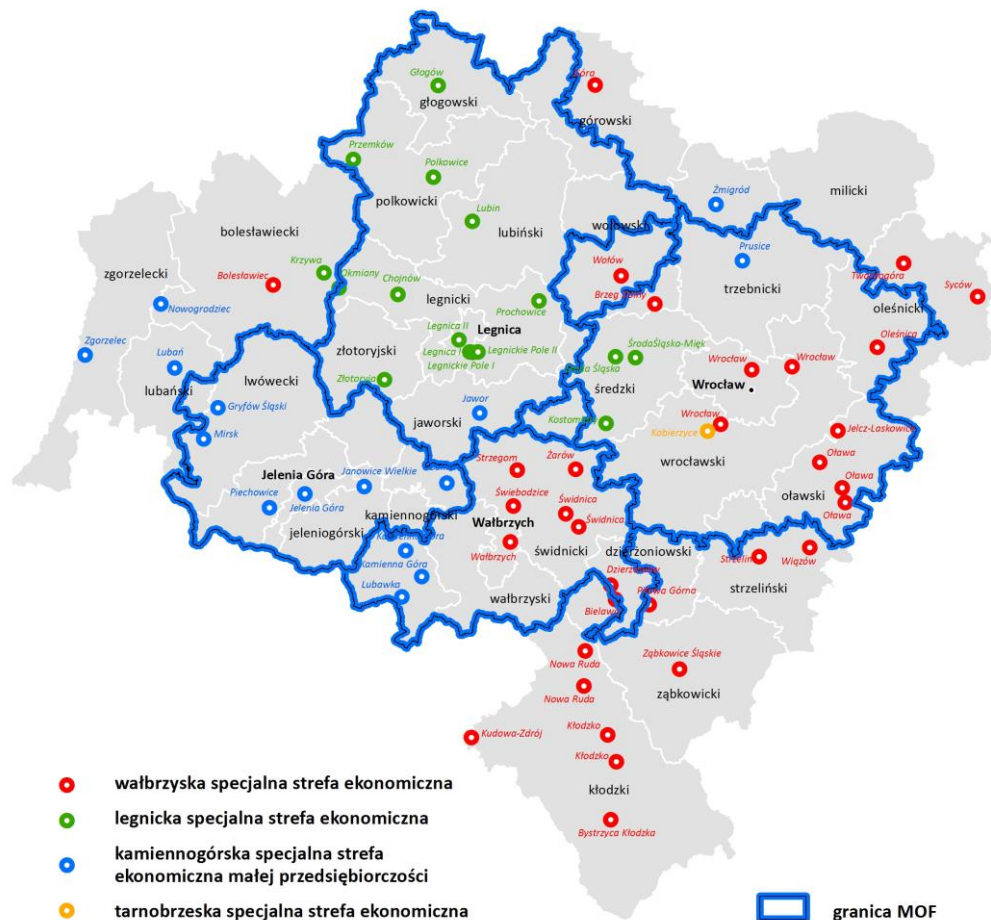 Głogów
głogowski
Góra
górowski
Przemków
Polkowice
polkowicki
Żmigród
milicki
Lubin
lubiński
wołowski
bolesławiecki
zgorzelecki
Krzywa
Okmiany
Bolesławiec
Chojnów
legnicki
Wołów
Prusice
trzebnicki
Twardogóra
Syców
oleśnicki
Nowogrodziec
Prochowice
Brzeg Dolny
Legnica II
Legnica
Zgorzelec
Lubań
lubański
lwówecki
złotoryjski
Legnica I
Legnickie Pole II
Legnickie Pole I
Środa Śląska
ŚrodaŚląska-Mięk
Oleśnica
Wrocław
Wrocław
Wrocław
średzki
Złotoryja
Gryfów Śląski
Jawor
jaworski
Mirsk
Kostomłoty
Wrocław
Kobierzyce
wrocławski
Jelcz-Laskowice
Oława
Oława
oławski
Oława
Jelenia Góra
Janowice Wielkie
Piechowice
Jelenia Góra
jeleniogórski
kamiennogórski
Kamienna Góra
Kamienna Góra
Lubawka
Strzegom
Żarów
Świebodzice
Świdnica
Świdnica
Wałbrzych
Wałbrzych
świdnicki
dzierżoniowski
wałbrzyski
Dzierżoniów
Bielawa
Piława Górna
Strzelin
Wiązów
strzeliński
Nowa Ruda
Nowa Ruda
Ząbkowice Śląskie
ząbkowicki
Kudowa-Zdrój
Kłodzko
Kłodzko
kłodzki
Bystrzyca Kłodzka
wałbrzyska specjalna strefa ekonomiczna
legnicka specjalna strefa ekonomiczna
kamiennogórska specjalna strefa
ekonomiczna małej przedsiębiorczości
tarnobrzeska specjalna strefa ekonomiczna
granica MOF